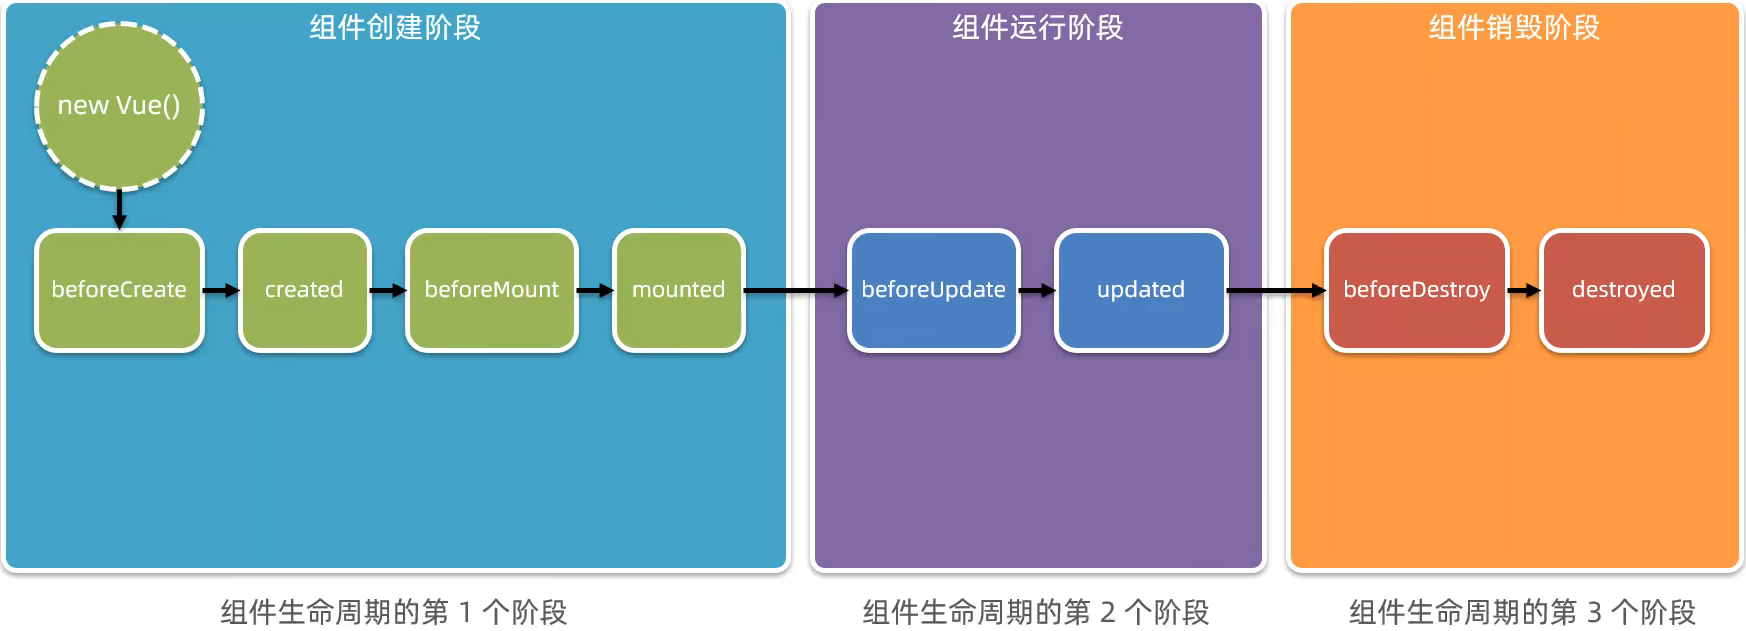 组件创建阶段
new Vue()
beforeCreate
created
beforeMount
mounted
组件生命周期的第 1 个阶段
组件运行阶段
beforeUpdate
updated
组件生命周期的第 2 个阶段
组件销毁阶段
beforeDestroy
destroyed
组件生命周期的第 3 个阶段